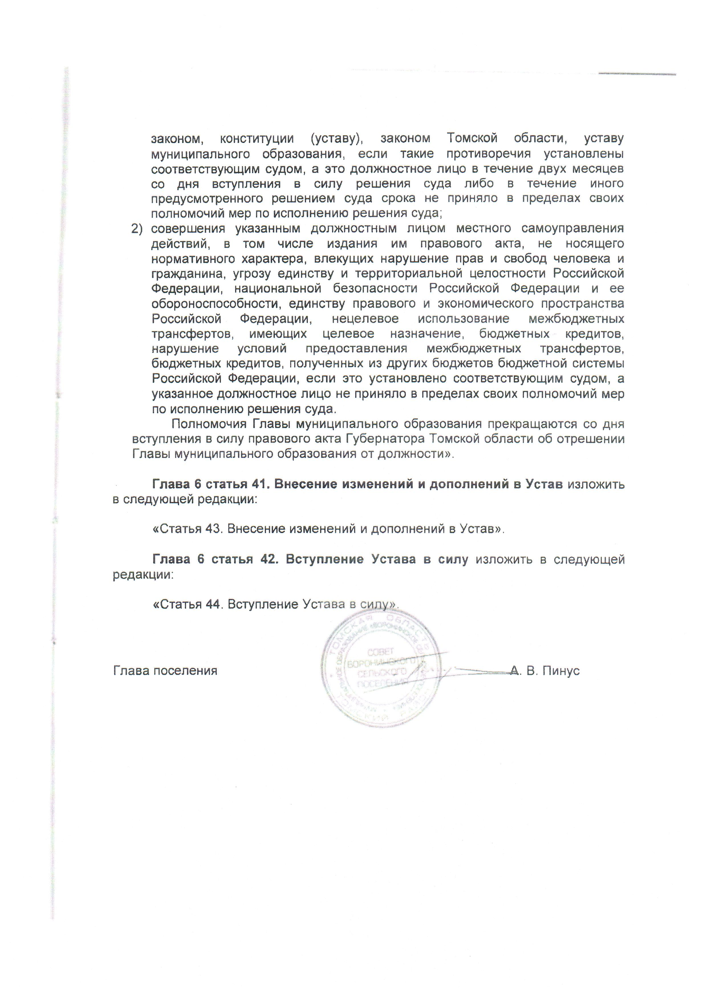 законом, конституции (уставу), законом Томской области, уставу
муниципального образования, если такие противоречия установлены
соответствующим судом, а это должностное лицо в течение двух месяцев
со дня вступления в силу решения суда либо в течение иного
предусмотренного решением суда срока не приняло в пределах своих
полномочий мер по исполнению решения суда;
2) совершения указанным должностным лицом местного самоуправления
действий, в том числе издания им правового акта, не носящего
нормативного характера, влекущих нарушение прав и свобод человека и
гражданина, угрозу единству и территориальной целостности Российской
Федерации, национальной безопасности Российской Федерации и ее
обороноспособности, единству правового и экономического пространства
Российской Федерации, нецелевое использование межбюджетных
трансфертов, имеющих целевое назначение, бюджетных кредитов,
нарушение условий предоставления межбюджетных трансфертов,
бюджетных кредитов, полученных из других бюджетов бюджетной системы
Российской Федерации, если это установлено соответствующим судом, а
указанное должностное лицо не приняло в пределах своих полномочий мер
по исполнению решения суда.
Полномочия Главы муниципального образования прекращаются со дня
вступления в силу правового акта Губернатора Томской области об отрешении
Главы муниципального образования от должности».
Глава 6 статья 41. Внесение изменений и дополнений в Устав изложить
в следующей редакции:
«Статья 43. Внесение изменений и дополнений в Устав».
Глава 6 статья 42. Вступление Устава в силу изложить в следующей
редакции:
«Статья 44. Вступление Устава в силу».
ТОМСКАЯ ОБЛАСТЬ
ТОМСКИЙ РАЙОН
СОВЕТ
ВОРОНИНСКОГО
СЕЛЬСКОГО
ПОСЕЛЕНИЯ
Глава поселения А. В. Пинус